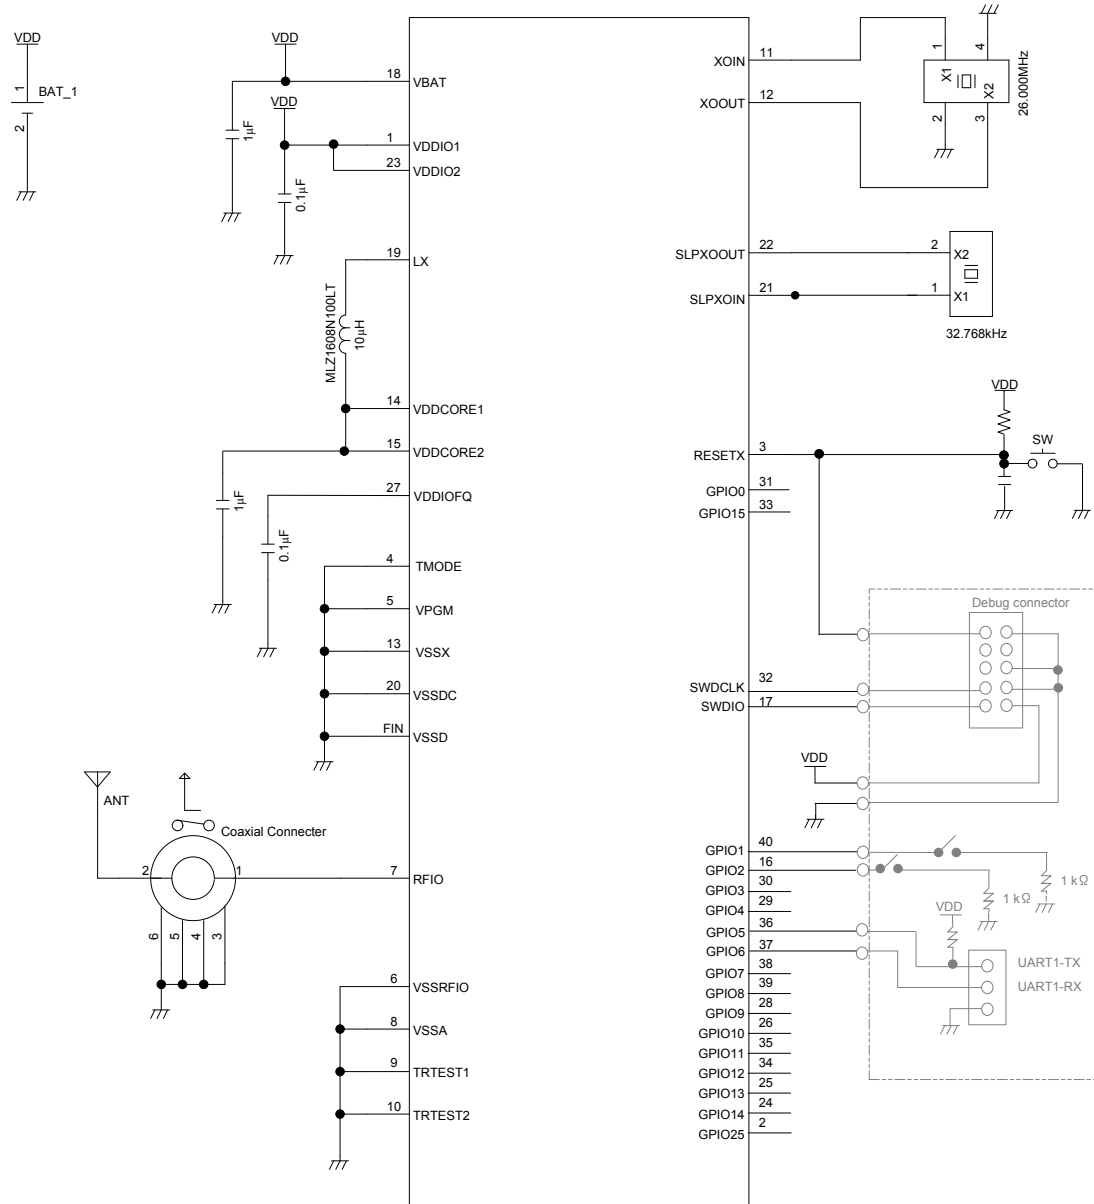 VDD
1
BAT_1
2
VDD
18
VBAT
1µF
VDD
1
VDDIO1
23
VDDIO2
0.1µF
19
LX
MLZ1608N100LT
10µH
14
VDDCORE1
15
VDDCORE2
1µF
27
VDDIOFQ
0.1µF
4
TMODE
5
VPGM
13
VSSX
20
VSSDC
FIN
VSSD
ANT
Coaxial Connecter
2
1
7
RFIO
6
5
4
3
6
VSSRFIO
8
VSSA
9
TRTEST1
10
TRTEST2
XOIN
11
XOOUT
12
1
4
X1
X2
2
3
26.000MHz
SLPXOOUT
22
2
X2
SLPXOIN
21
1
X1
32.768kHz
VDD
SW
RESETX
3
GPIO0
31
GPIO15
33
Debug connector
SWDCLK
32
SWDIO
17
VDD
GPIO1
40
GPIO2
16
GPIO3
30
GPIO4
29
GPIO5
36
GPIO6
37
GPIO7
38
GPIO8
39
GPIO9
28
GPIO10
26
GPIO11
35
GPIO12
34
GPIO13
25
GPIO14
24
GPIO25
2
1 kΩ
1 kΩ
VDD
UART1-TX
UART1-RX